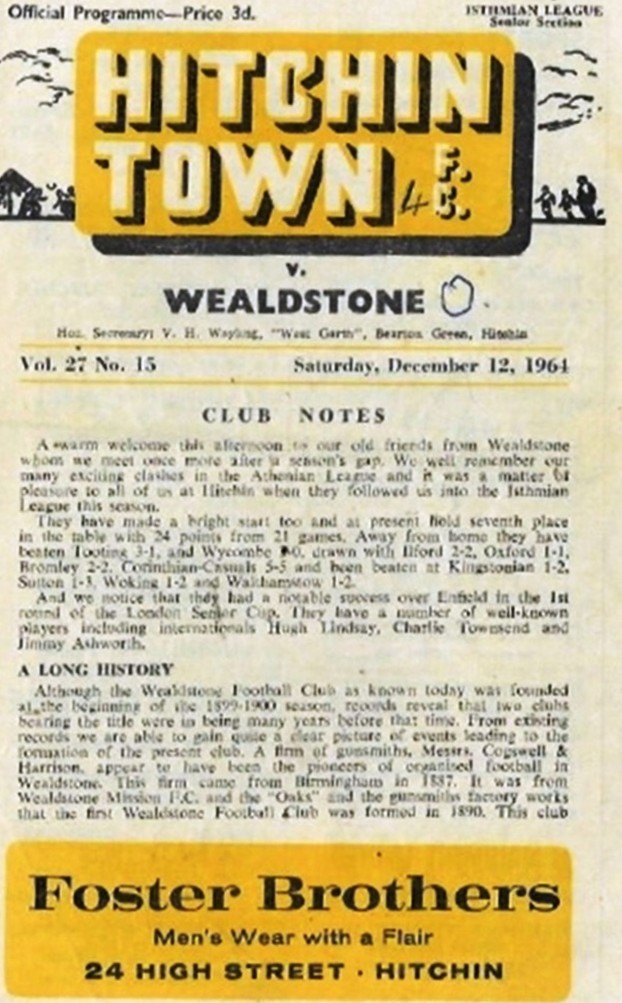 Official Programme—Price 3d.
ISTHMIAN LEAGUE
Senior Section
HITCHIN
TOWN F.C.
4
v.
WEALDSTONE 0
Hon. Secretary: V. H. Wayling, "West Garth", Bearton Green, Hitchin
Vol. 27 No. 15 Saturday, December 12, 1964
CLUB NOTES
A warm welcome this afternoon to our old friends from Wealdstone
whom we meet once more after a season's gap. We well remember our
many exciting clashes in the Athenian League and it was a matter of
pleasure to all of us at Hitchin when they followed us into the Isthmian
League this season.
They have made a bright start too and at present hold seventh place
in the table with 24 points from 21 games. Away from home they have
beaten Tooting 3-1, and Wycombe drawn with Ilford 2-2, Oxford 1-1,
Bromley 2-2. Corinthian-Casuals 5-5 and been beaten at Kingstonian 1-2,
Sutton 1-3, Woking 1-2 and Walthamstow 1-2.
And we notice that they had a notable success over Enfield in the 1st
round of the London Senior Cup. They have a number of well-known
players including internationals Hugh Lindsay, Charlie Townsend and
Jimmy Ashworth.
A LONG HISTORY
Although the Wealdstone Football Club as known today was founded
at the beginning of the 1899-1900 season, records reveal that two clubs
bearing the title were in being many years before that time. From existing
records we are able to gain quite a clear picture of events leading to the
formation of the present club. A firm of gunsmiths, Messrs. Cogswell &
Harrison, appear to have been the pioneers of organised football in
Wealdstone. This firm came from Birmingham in 1887. It was from
Wealdstone Mission F.C. and the "Oaks" and the gunsmiths factory works
that the first Wealdstone Football Club was formed in 1890. This club
Foster Brothers
Men's Wear with a Flair
24 HIGH STREET · HITCHIN